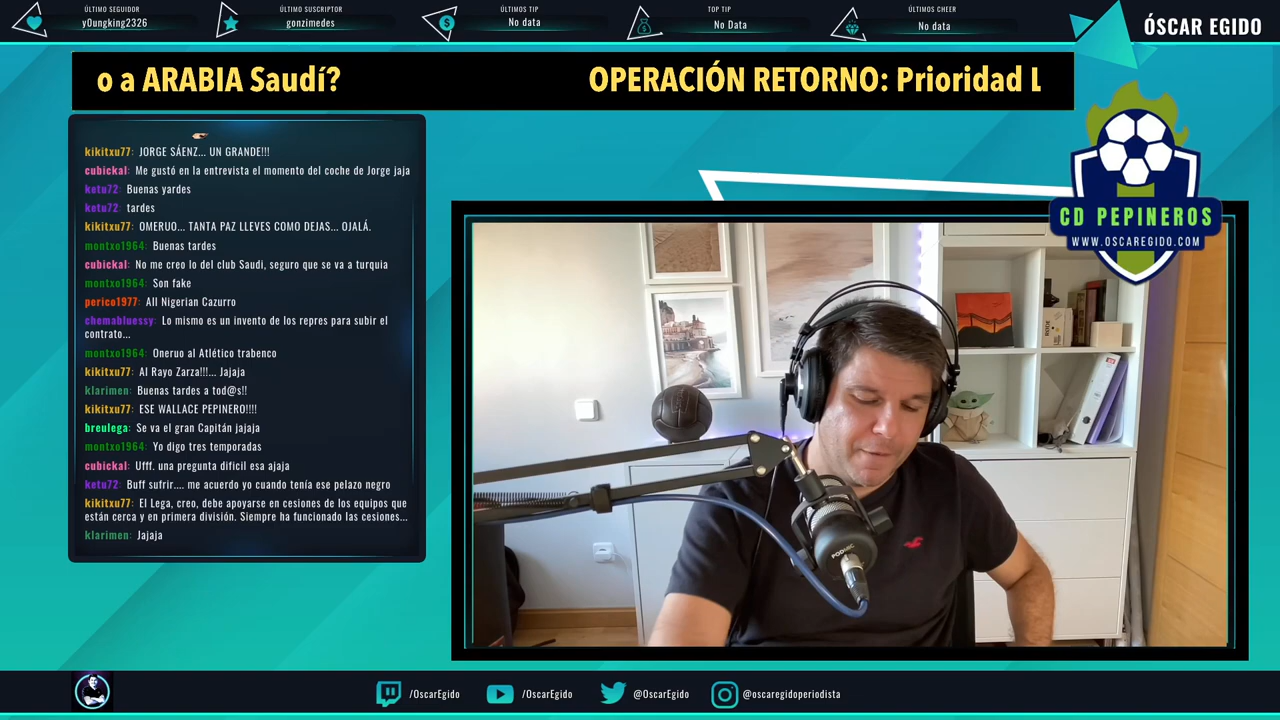 ÚLTIMO SEGUIDOR
y0ungking2326
ÚLTIMO SUSCRIPTOR
gonzimedes
ÚLTIMOS TIP
No data
TOP TIP
No Data
ÚLTIMOS CHEER
No data
ÓSCAR EGIDO
o a ARABIA Saudí?
OPERACIÓN RETORNO: Prioridad L
kikitxu77: JORGE SÁENZ... UN GRANDE!!!
cubickal: Me gustó en la entrevista el momento del coche de Jorge jaja
ketu72: Buenas yardes
ketu72: tardes
kikitxu77: OMERUO... TANTA PAZ LLEVES COMO DEJAS... OJALÁ.
montxo1964: Buenas tardes
cubickal: No me creo lo del club Saudi, seguro que se va a turquia
montxo1964: Son fake
perico1977: All Nigerian Cazurro
chemabluessy: Lo mismo es un invento de los repres para subir el
contrato...
montxo1964: Oneruo al Atlético trabenco
kikitxu77: Al Rayo Zarza!!!... Jajaja
klarimen: Buenas tardes a tod@s!!
kikitxu77: ESE WALLACE PEPINERO!!!!
breulega: Se va el gran Capitán jajaja
montxo1964: Yo digo tres temporadas
cubickal: Ufff. una pregunta dificil esa ajaja
ketu72: Buff sufrir.... me acuerdo yo cuando tenía ese pelazo negro
kikitxu77: El Lega, creo, debe apoyarse en cesiones de los equipos que
están cerca y en primera división. Siempre ha funcionado las cesiones...
klarimen: Jajaja
CD PEPINEROS
WWW.OSCAREGIDO.COM
/OscarEgido
/OscarEgido
@OscarEgido
@oscaregidoperiodista